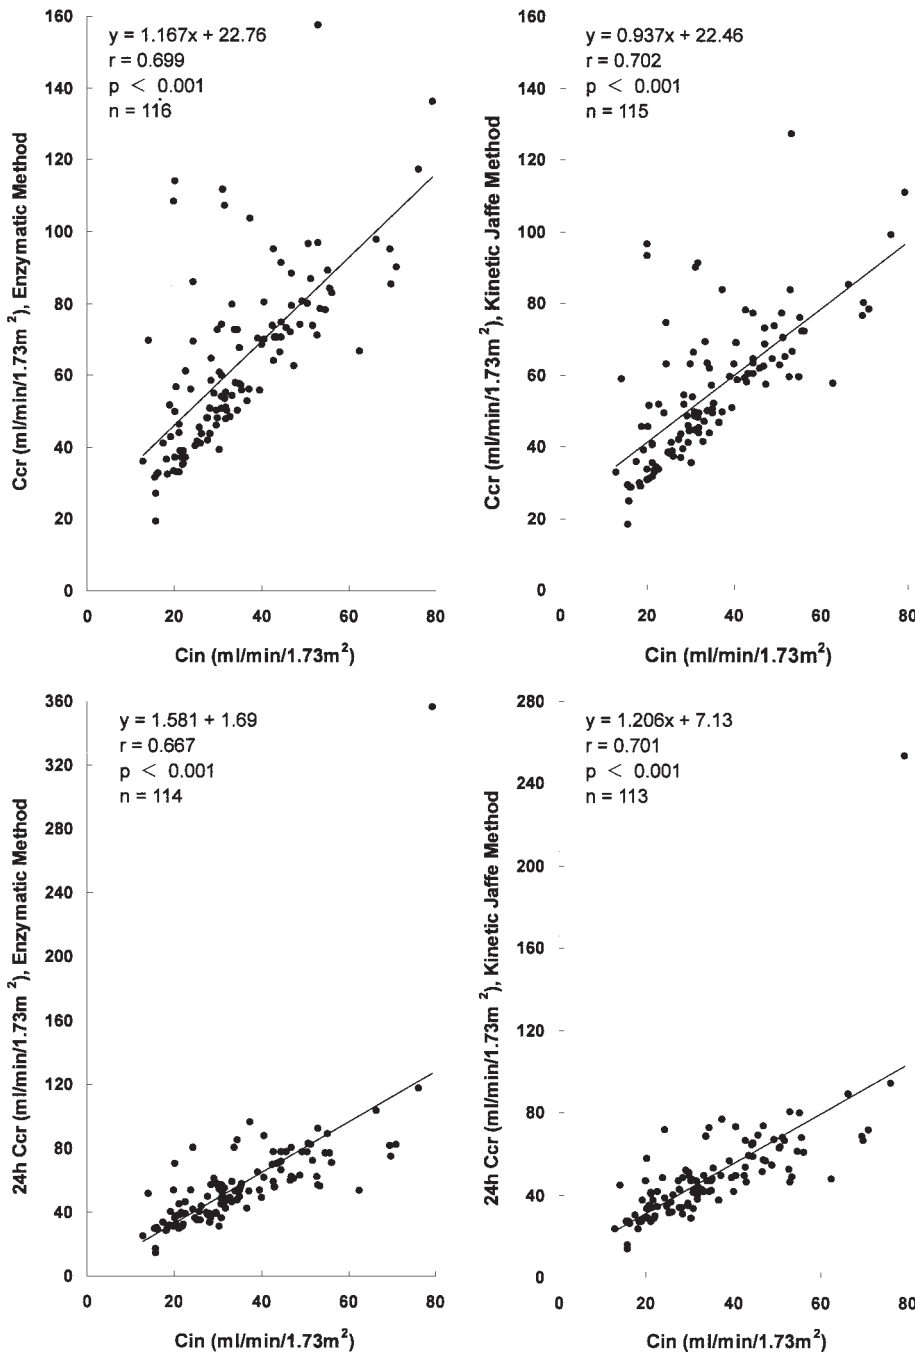 160
140
120
100
80
60
40
20
0
0 20 40 60 80
Ccr (ml/min/1.73m²), Enzymatic Method
Cin (ml/min/1.73m²)
y = 1.167x + 22.76
r = 0.699
p < 0.001
n = 116
160
140
120
100
80
60
40
20
0
0 20 40 60 80
Ccr (ml/min/1.73m²), Kinetic Jaffe Method
Cin (ml/min/1.73m²)
y = 0.937x + 22.46
r = 0.702
p < 0.001
n = 115
360
320
280
240
200
160
120
80
40
0
0 20 40 60 80
24h Ccr (ml/min/1.73m²), Enzymatic Method
Cin (ml/min/1.73m²)
y = 1.581 + 1.69
r = 0.667
p < 0.001
n = 114
280
240
200
160
120
80
40
0
0 20 40 60 80
24h Ccr (ml/min/1.73m²), Kinetic Jaffe Method
Cin (ml/min/1.73m²)
y = 1.206x + 7.13
r = 0.701
p < 0.001
n = 113